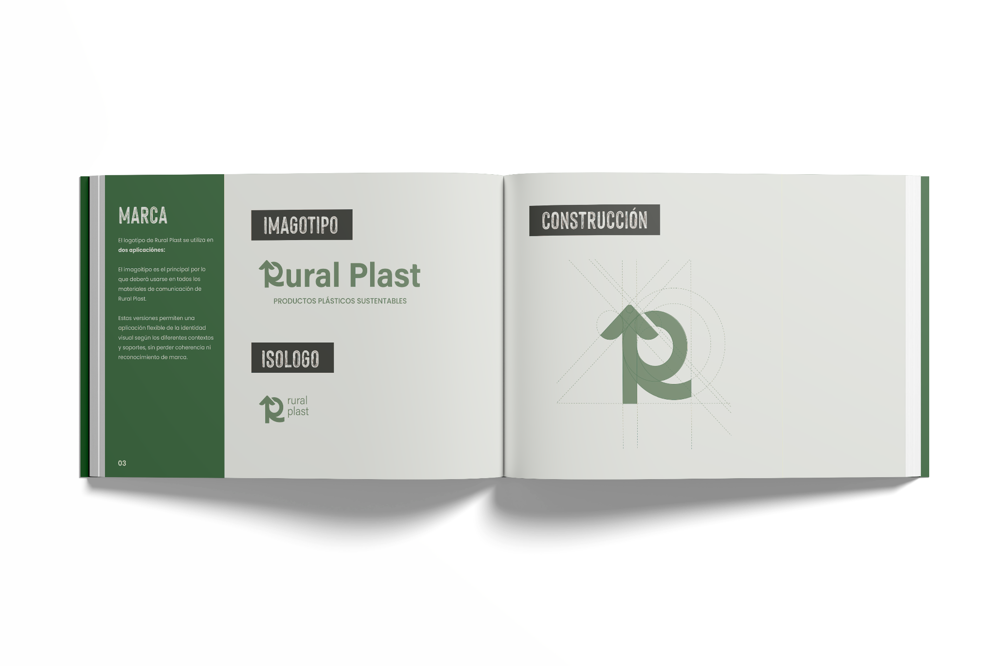 MARCA
El logotipo de Rural Plast se utiliza en
dos aplicaciónes:
El imagoitipo es el principal por lo
que deberá usarse en todos los
materiales de comunicación de
Rural Plast.
Estas versiones permiten una
aplicación flexible de la identidad
visual según los diferentes contextos
y soportes, sin perder coherencia ni
reconocimiento de marca.
03
IMAGOTIPO
Rural Plast
PRODUCTOS PLÁSTICOS SUSTENTABLES
ISOLOGO
R rural
plast
CONSTRUCCIÓN
R